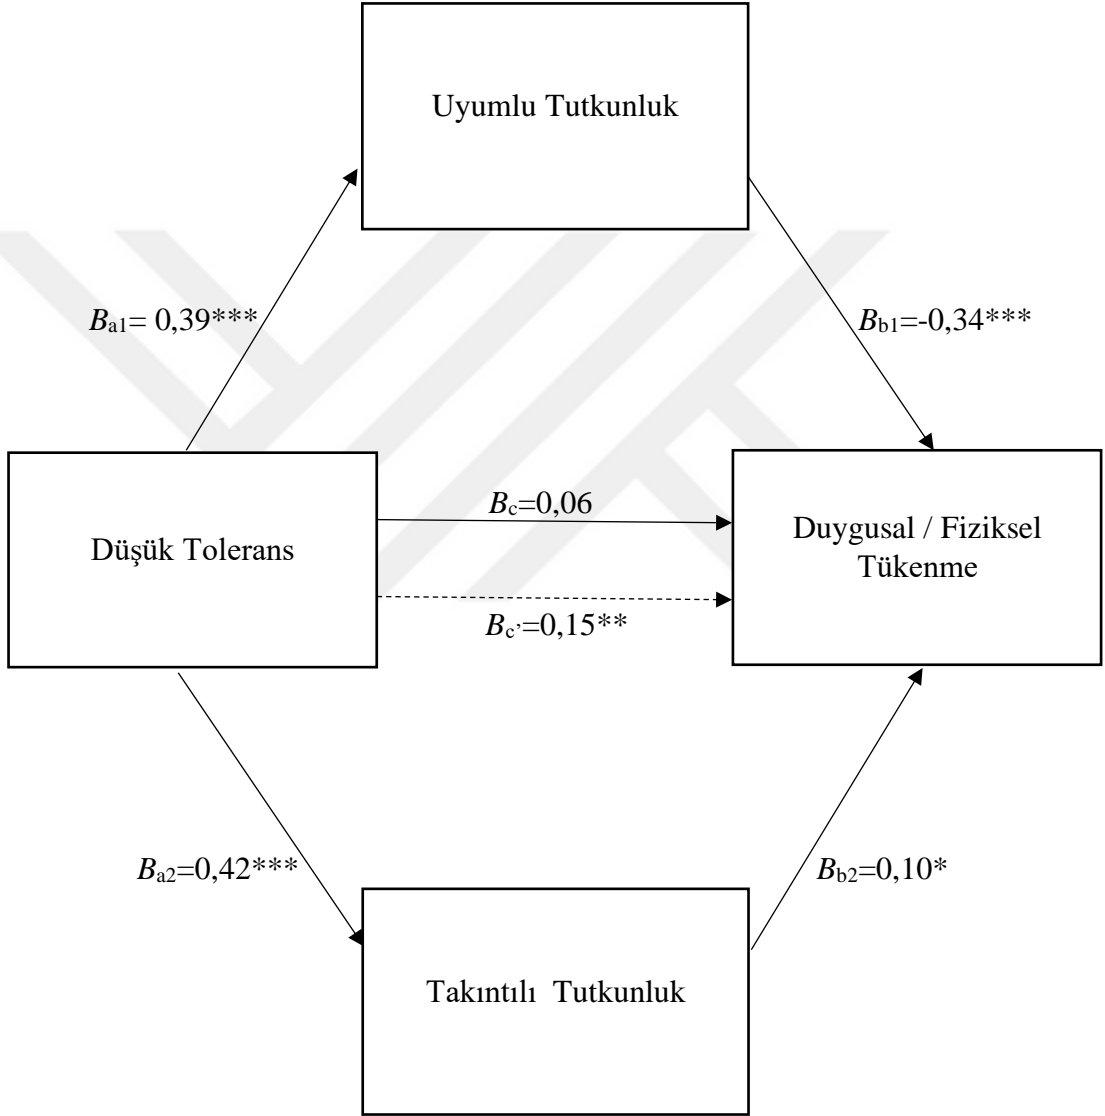 Uyumlu Tutkunluk
Ba1= 0,39***
Bb1=-0,34***
Bc=0,06
Düşük Tolerans
Duygusal / Fiziksel
Tükenme
Bc’=0,15**
Ba2=0,42***
Bb2=0,10*
Takıntılı Tutkunluk